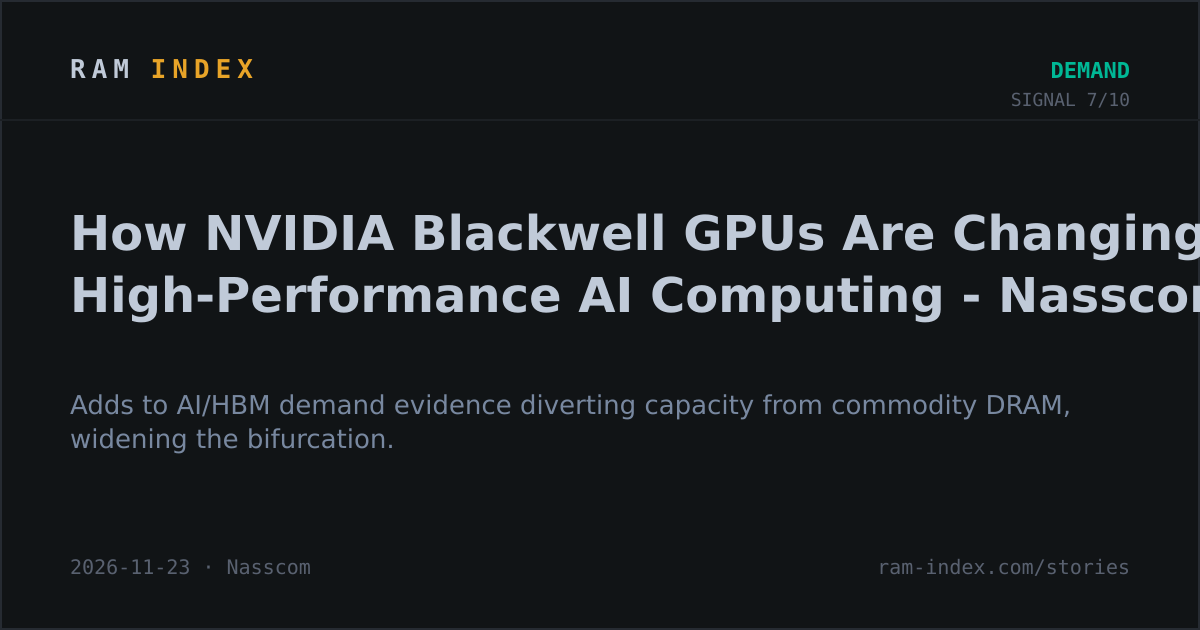 RAM INDEX
DEMAND
SIGNAL 7/10
How NVIDIA Blackwell GPUs Are Changing
High-Performance AI Computing -
Adds to AI/HBM demand evidence diverting capacity from commodity DRAM,
widening the bifurcation.
2026-11-23 · Nasscom
ram-index.com/stories